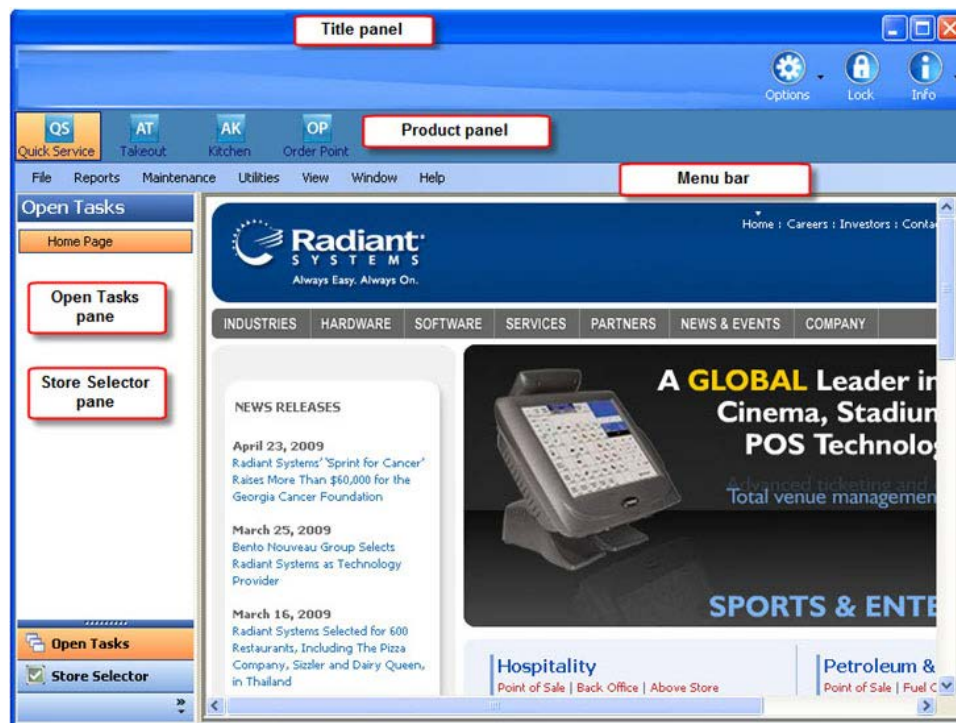 Title panel
Options
Lock
Info
QS
AT
AK
OP
Quick Service
Takeout
Kitchen
Order Point
Product panel
File Reports Maintenance Utilities View Window Help
Menu bar
Open Tasks
Home Page
Open Tasks
pane
Store Selector
pane
Open Tasks
Store Selector
Radiant
SYSTEMS
Always Easy. Always On.
Home : Careers : Investors : Conta
INDUSTRIES HARDWARE SOFTWARE SERVICES PARTNERS NEWS & EVENTS COMPANY
NEWS RELEASES
April 23, 2009
Radiant Systems' 'Sprint for Cancer'
Raises More Than $60,000 for the
Georgia Cancer Foundation
March 25, 2009
Bento Nouveau Group Selects
Radiant Systems as Technology
Provider
March 16, 2009
Radiant Systems Selected for 600
Restaurants, Including The Pizza
Company, Sizzler and Dairy Queen,
in Thailand
A GLOBAL Leader in
Cinema, Stadium
POS Technolog
Advanced ticketing and
Total venue managemen
SPORTS & ENTE
Hospitality
Point of Sale | Back Office | Above Store
Petroleum &
Point of Sale | Fuel C